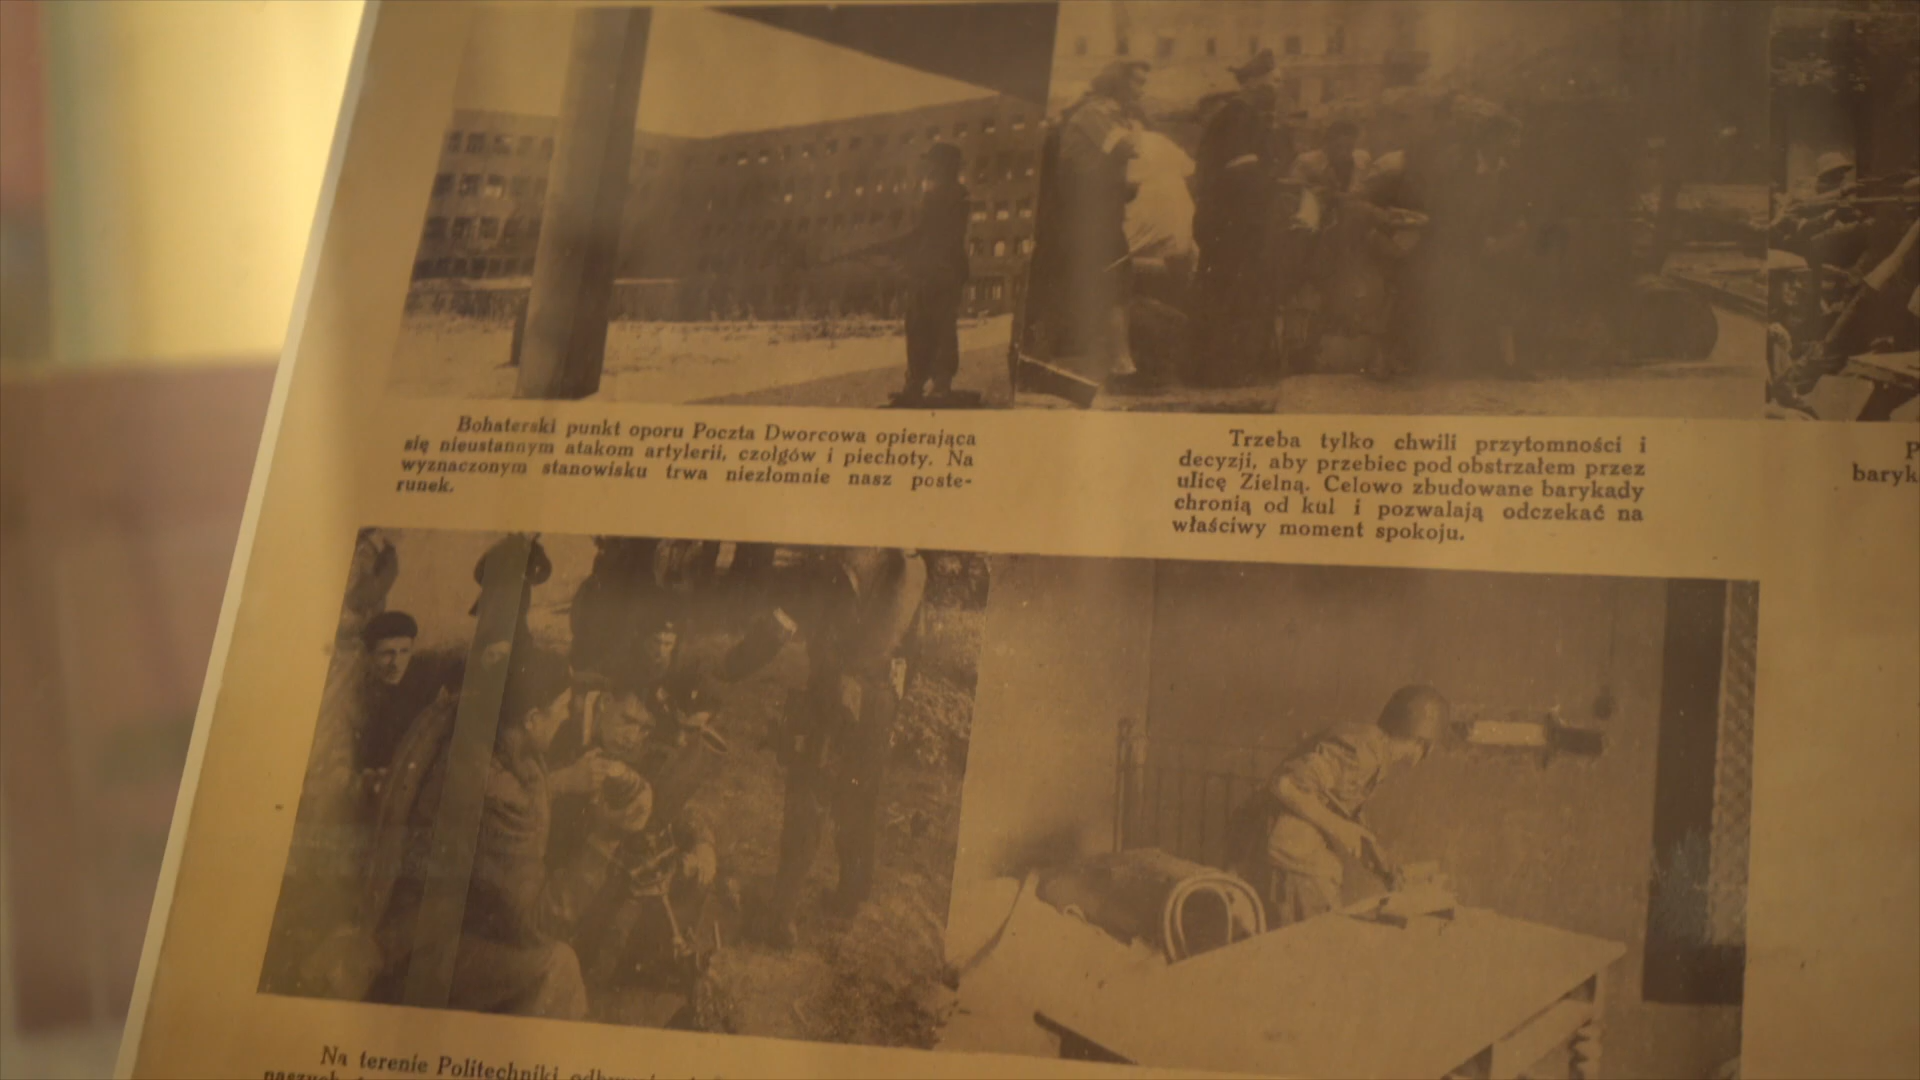 Bohaterski punkt oporu Poczta Dworcowa opierająca
się nieustannym atakom artylerii, czołgów i piechoty. Na
wyznaczonym stanowisku trwa niezłomnie nasz poste-
runek.
Trzeba tylko chwili przytomności i
decyzji, aby przebiec pod obstrzałem przez
ulicę Zielną. Celowo zbudowane barykady
chronią od kul i pozwalają odczekać na
właściwy moment spokoju.
P
baryk
Na terenie Politechniki